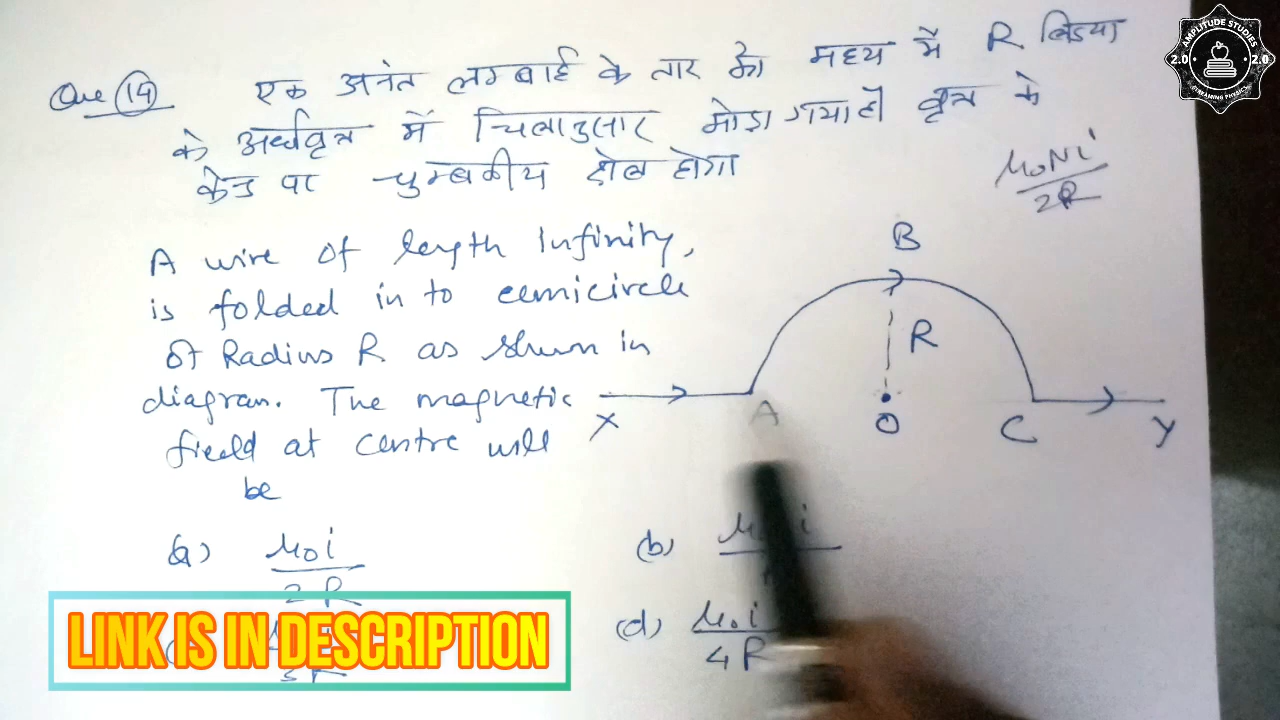 Que 14 एक अनंत लम्बाई के तार को मध्य में R त्रिज्या
के अर्धवृत्त में चित्रानुसार मोड़ा गया हो वृत्त के
केन्द्र पर चुम्बकीय क्षेत्र होगा
μ₀Ni
2R
A wire of length Infinity,
is folded in to cemicircle
of Radius R as shown in
diagram. The magnetic
field at centre will
be
B
R
X A O C Y
(a) μ₀i
2R
(b)
(d) μ₀i
4R
LINK IS IN DESCRIPTION
AMPLITUDE STUDIES
2.0 2.0